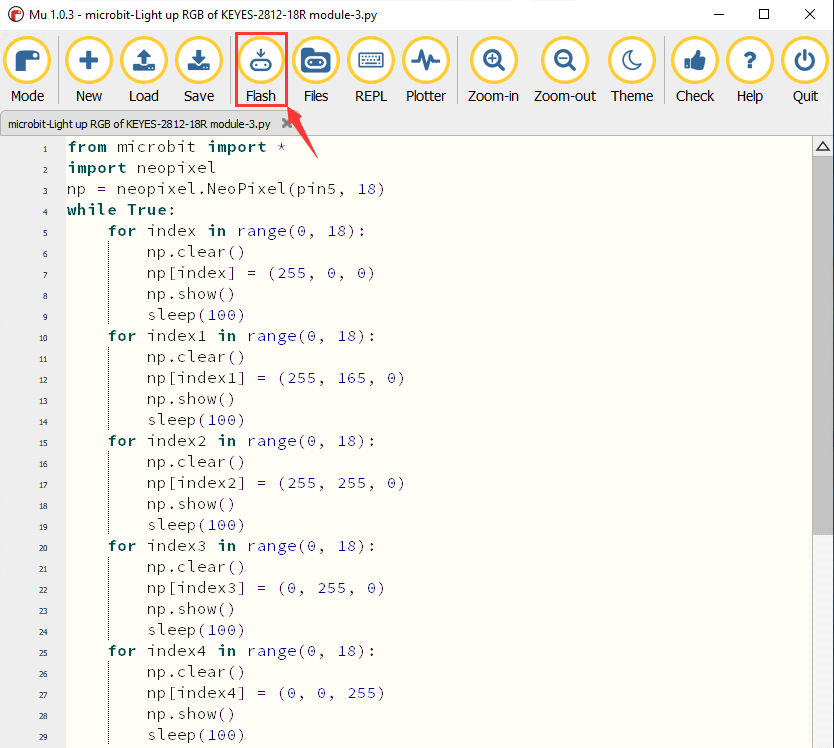 Mu 1.0.3 - microbit-Light up RGB of KEYES-2812-18R module-3.py
Mode New Load Save Flash Files REPL Plotter Zoom-in Zoom-out Theme Check Help Quit
microbit-Light up RGB of KEYES-2812-18R module-3.py
1 from microbit import *
2 import neopixel
3 np = neopixel.NeoPixel(pin5, 18)
4 while True:
5 for index in range(0, 18):
6 np.clear()
7 np[index] = (255, 0, 0)
8 np.show()
9 sleep(100)
10 for index1 in range(0, 18):
11 np.clear()
12 np[index1] = (255, 165, 0)
13 np.show()
14 sleep(100)
15 for index2 in range(0, 18):
16 np.clear()
17 np[index2] = (255, 255, 0)
18 np.show()
19 sleep(100)
20 for index3 in range(0, 18):
21 np.clear()
22 np[index3] = (0, 255, 0)
23 np.show()
24 sleep(100)
25 for index4 in range(0, 18):
26 np.clear()
27 np[index4] = (0, 0, 255)
28 np.show()
29 sleep(100)